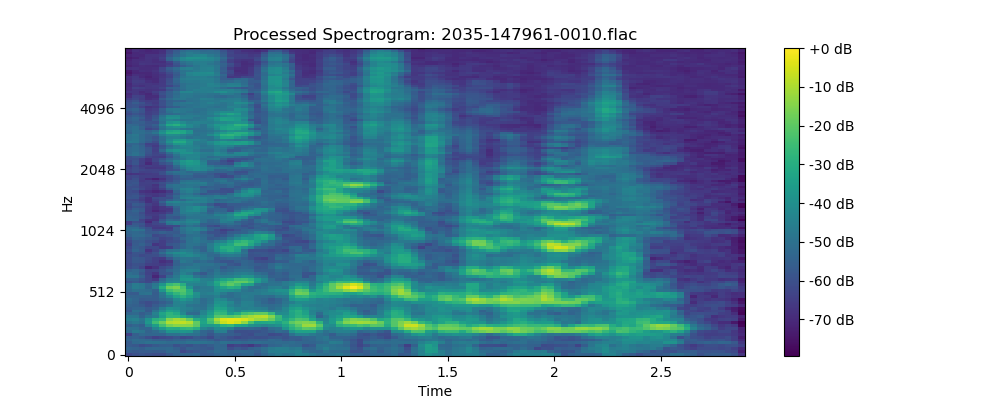 Processed Spectrogram: 2035-147961-0010.flac
Hz
4096
2048
1024
512
0
0 0.5 1 1.5 2 2.5
Time
+0 dB
-10 dB
-20 dB
-30 dB
-40 dB
-50 dB
-60 dB
-70 dB